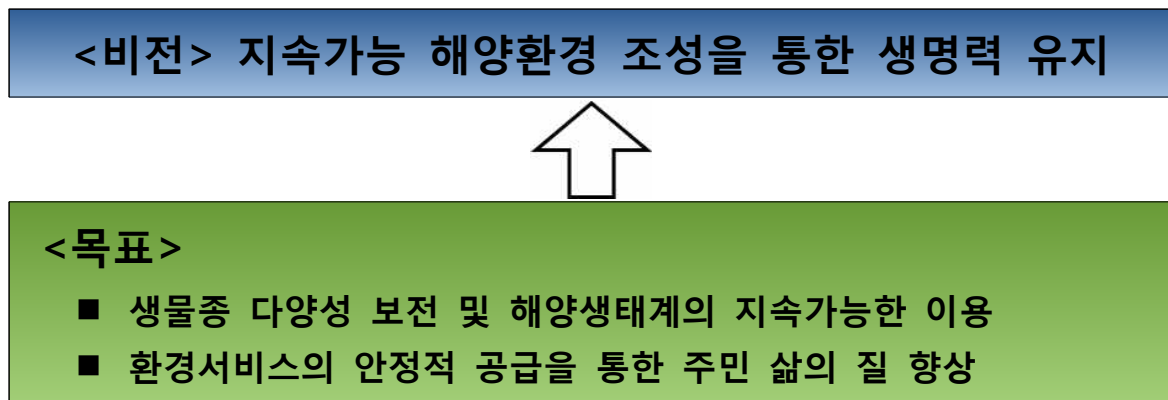 <비전> 지속가능 해양환경 조성을 통한 생명력 유지
<목표>
■ 생물종 다양성 보전 및 해양생태계의 지속가능한 이용
■ 환경서비스의 안정적 공급을 통한 주민 삶의 질 향상